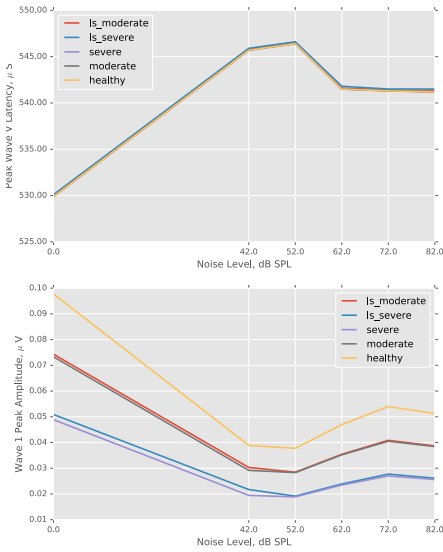 550.00
545.00
540.00
535.00
530.00
525.00
Peak Wave V Latency, μ S
ls_moderate
ls_severe
severe
moderate
healthy
0.0 42.0 52.0 62.0 72.0 82.0
Noise Level, dB SPL
0.10
0.09
0.08
0.07
0.06
0.05
0.04
0.03
0.02
0.01
Wave 1 Peak Amplitude, μ V
ls_moderate
ls_severe
severe
moderate
healthy
0.0 42.0 52.0 62.0 72.0 82.0
Noise Level, dB SPL